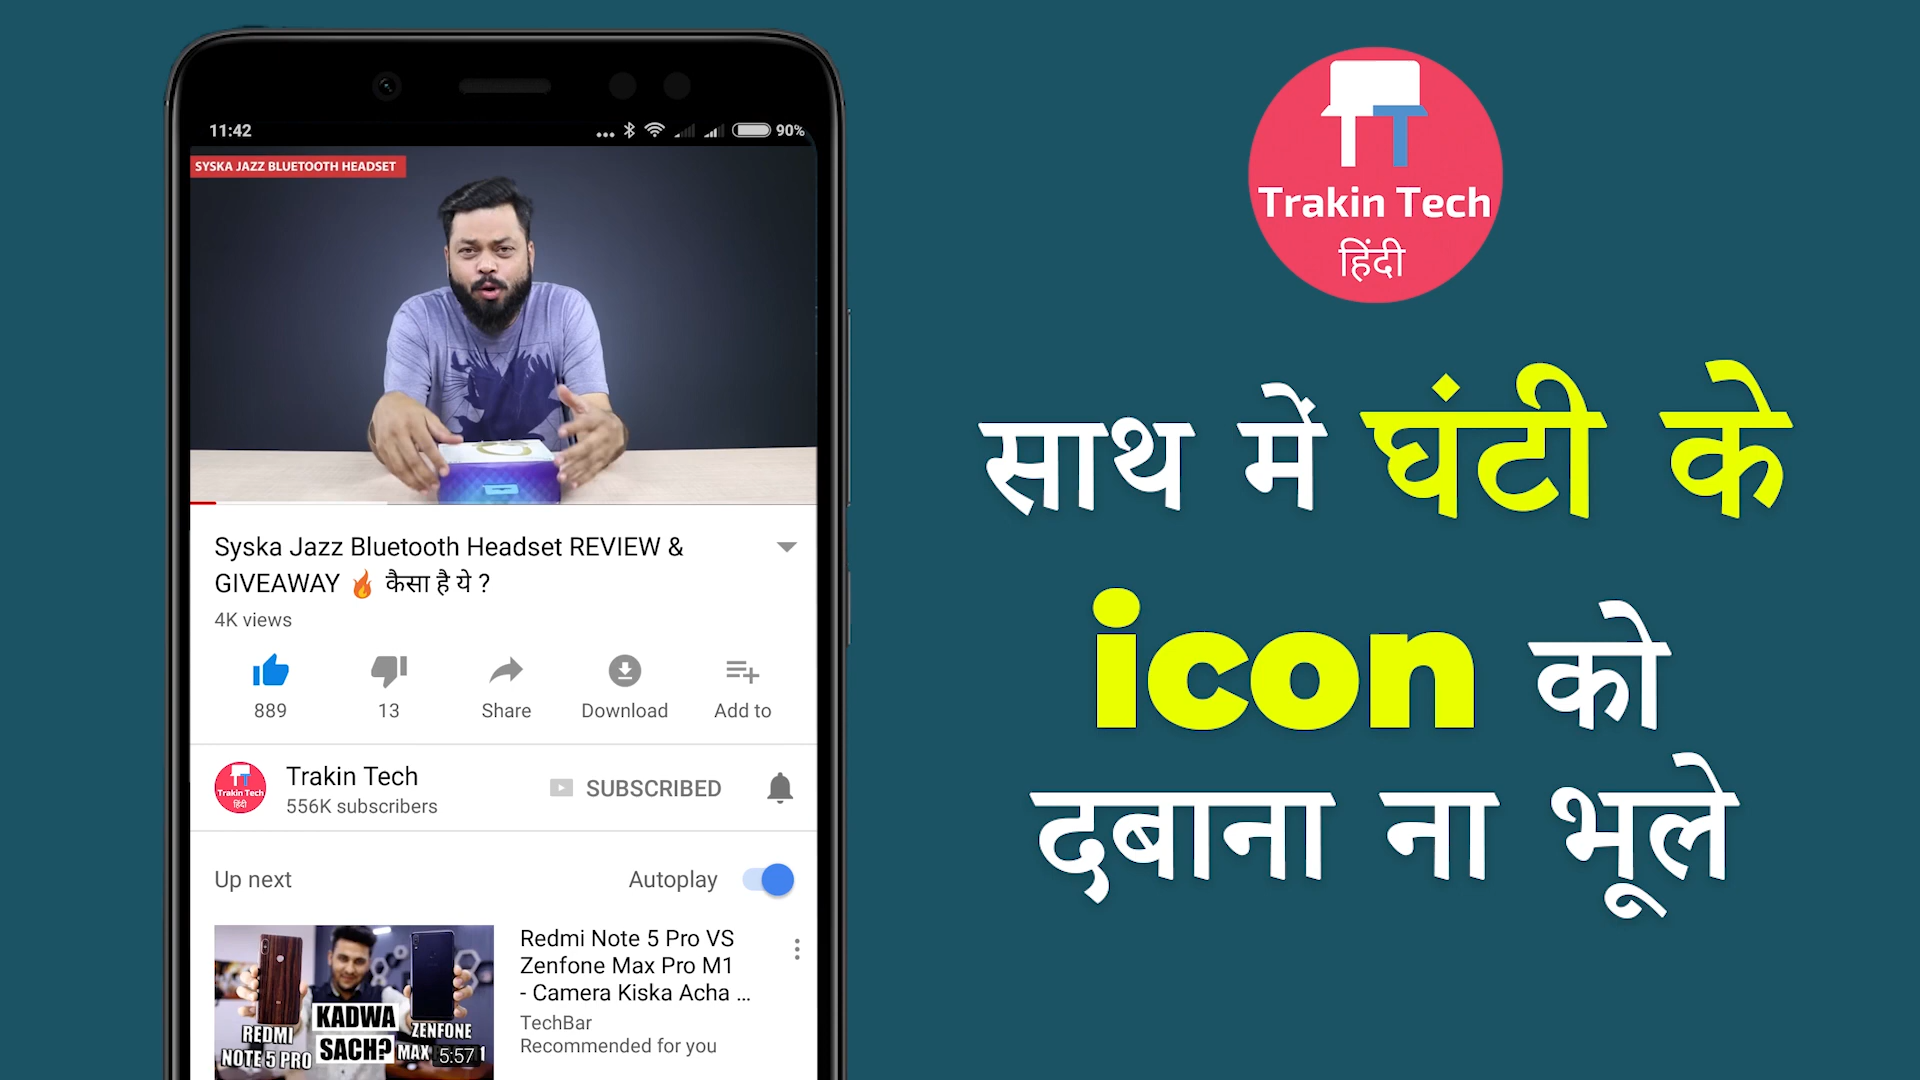 11:42
90%
SYSKA JAZZ BLUETOOTH HEADSET
Syska Jazz Bluetooth Headset REVIEW &
GIVEAWAY 🔥 कैसा है ये ?
4K views
889
13
Share
Download
Add to
Trakin Tech
हिंदी
Trakin Tech
556K subscribers
SUBSCRIBED
Up next
Autoplay
REDMI
NOTE 5 PRO
KADWA
SACH?
ZENFONE
MAX
5:57
Redmi Note 5 Pro VS
Zenfone Max Pro M1
- Camera Kiska Acha ...
TechBar
Recommended for you
Trakin Tech
हिंदी
साथ में घंटी के
icon को
दबाना ना भूले